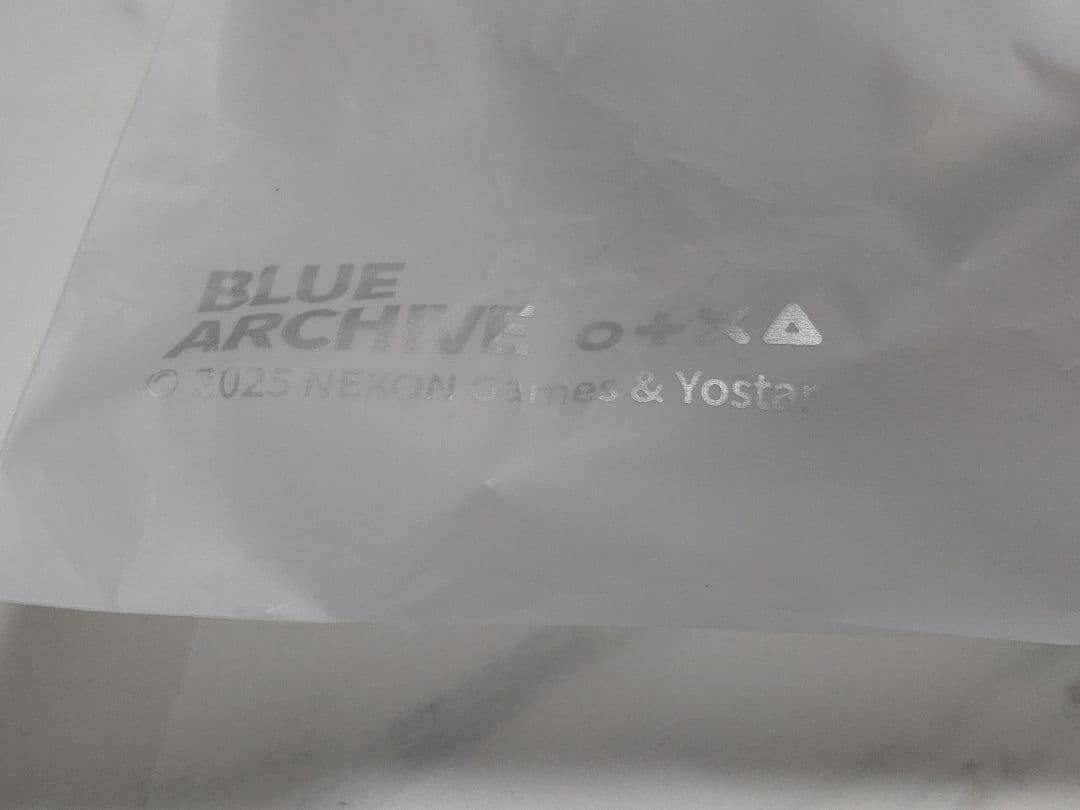 BLUE
ARCHIVE
© 2025 NEXON Games & Yostar